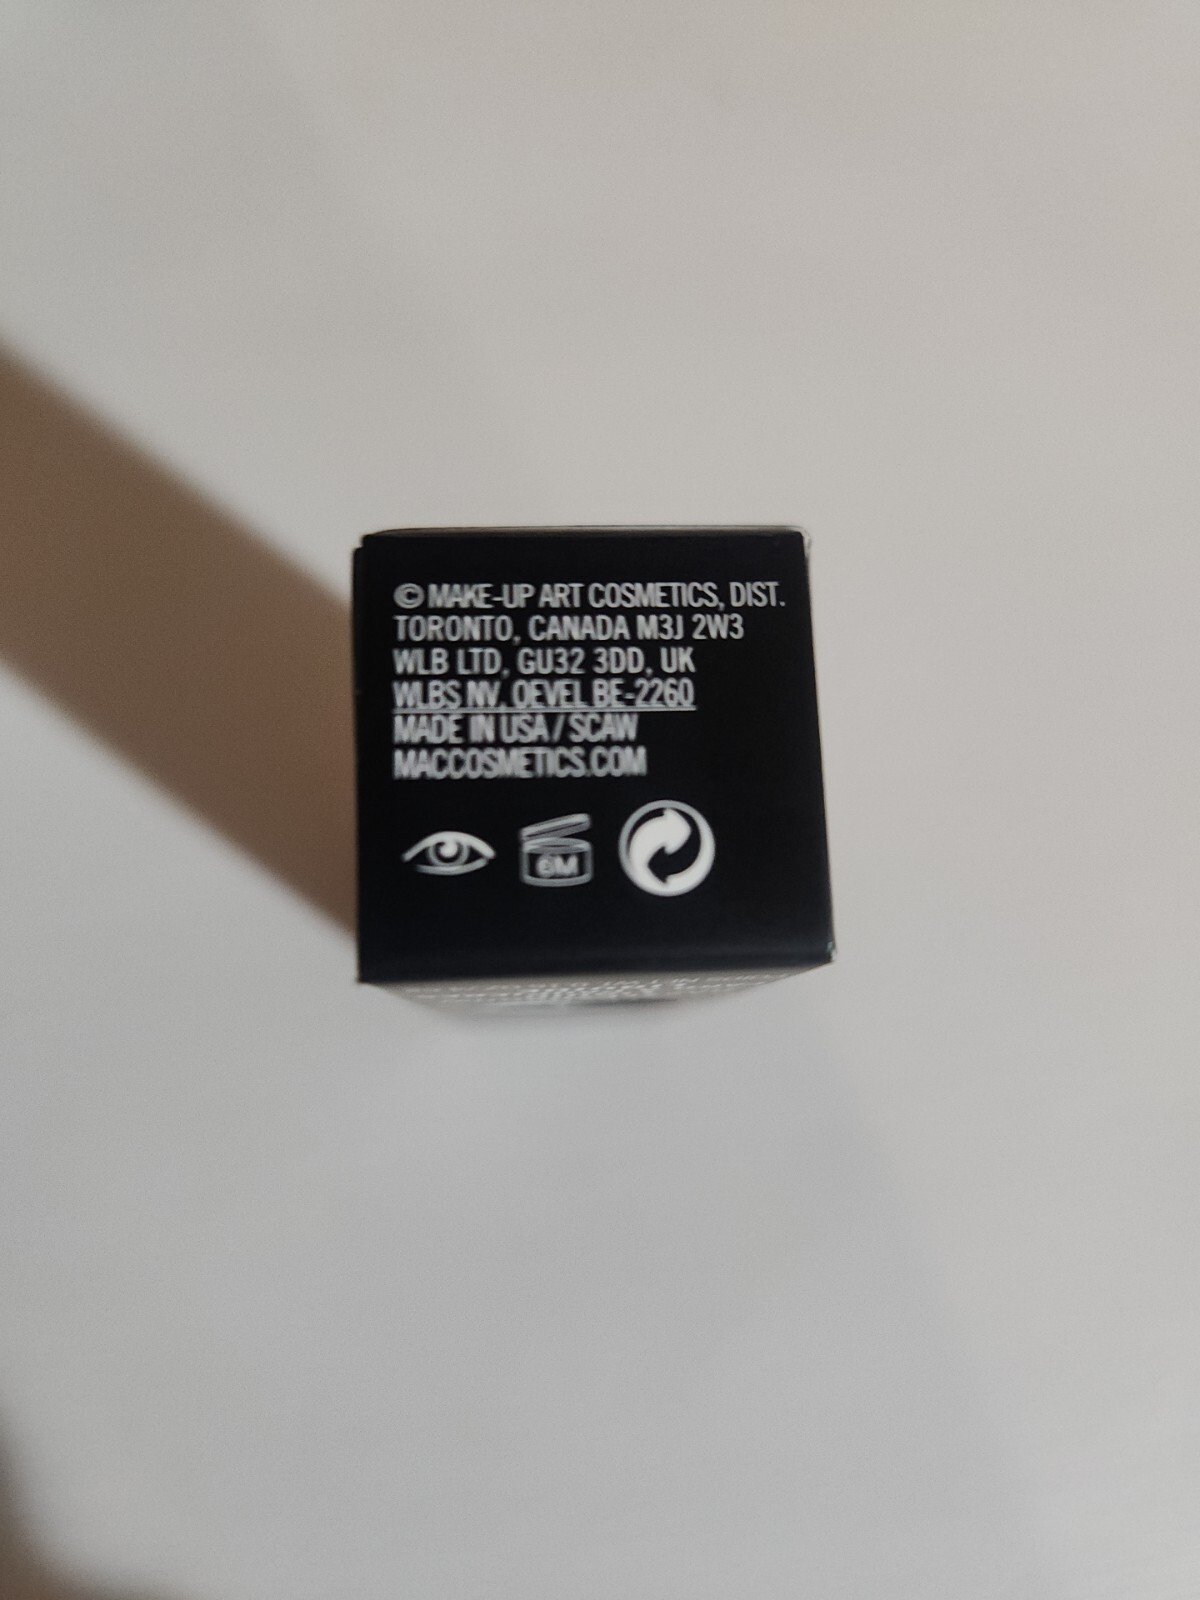 © MAKE-UP ART COSMETICS, DIST.
TORONTO, CANADA M3J 2W3
WLB LTD, GU32 3DD, UK
WLBS NV, OEVEL BE-2260
MADE IN USA / SCAW
MACCOSMETICS.COM
6M